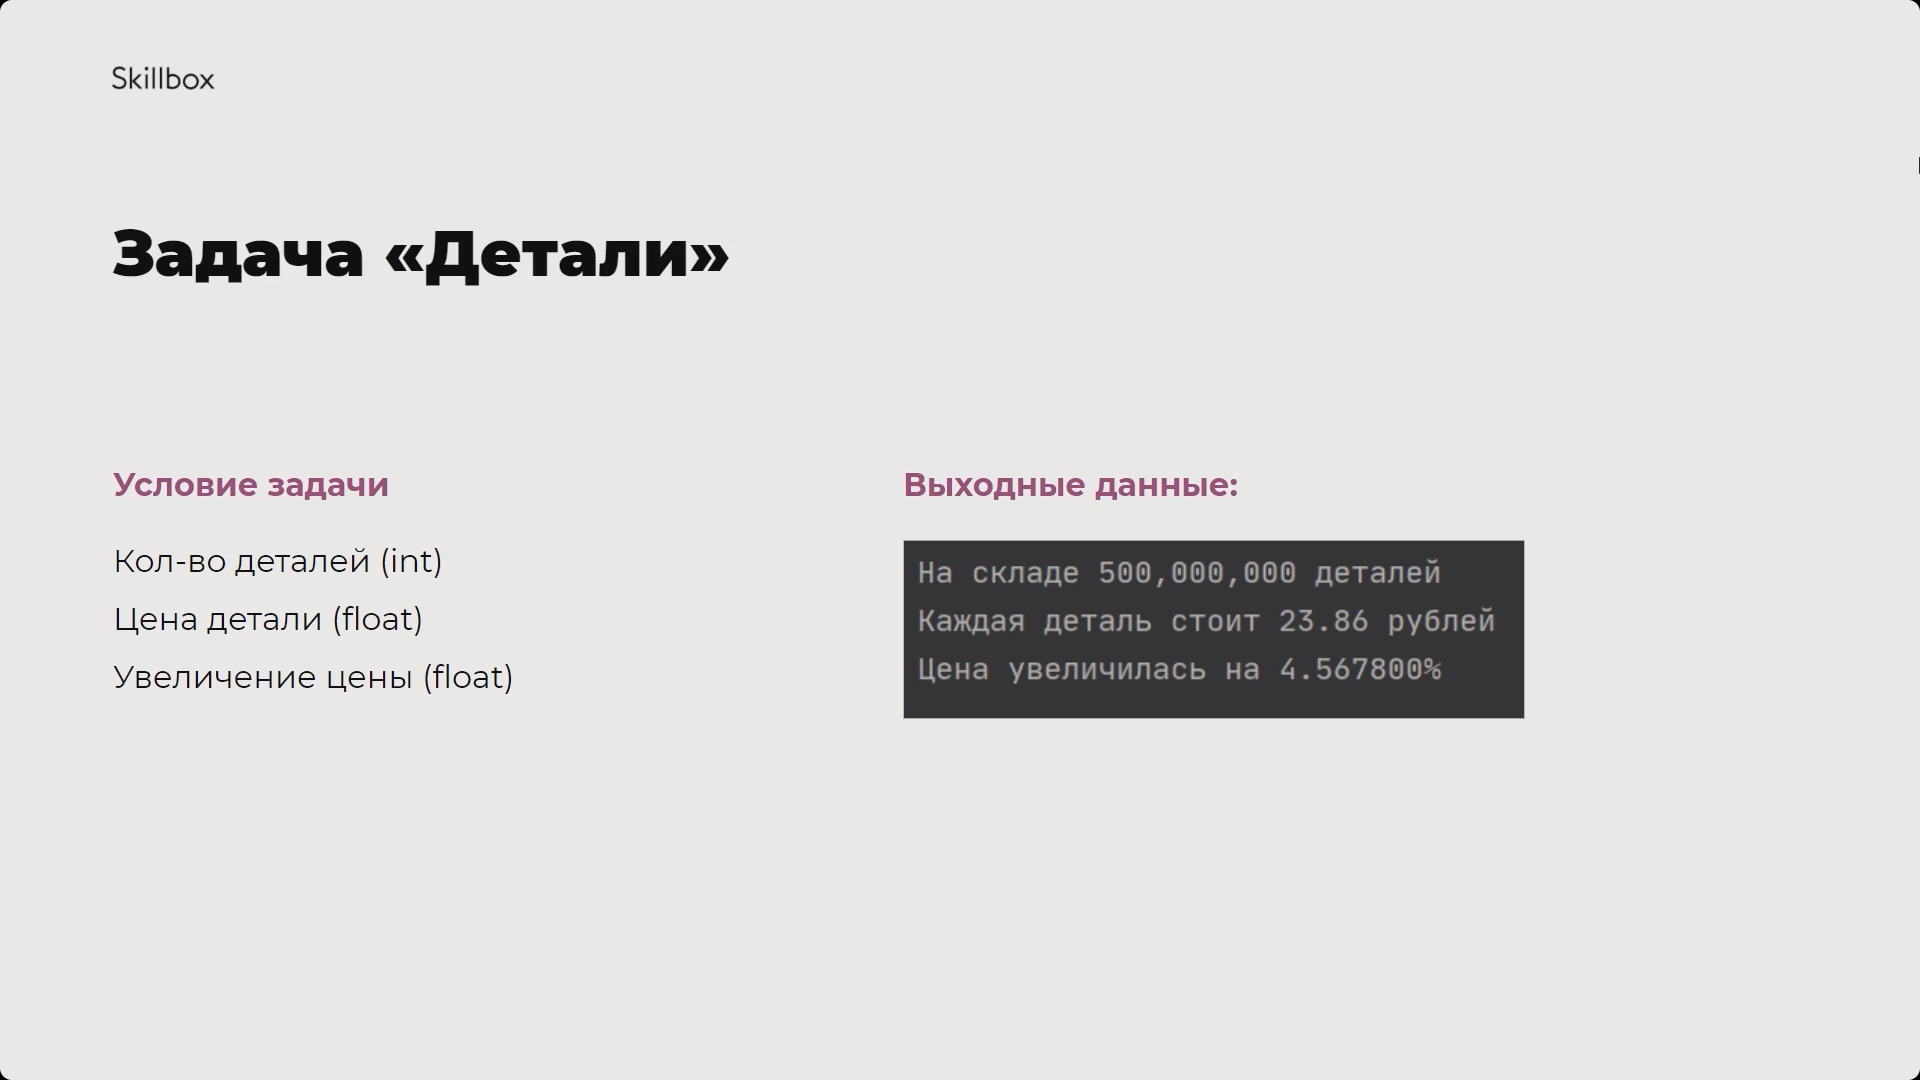 Skillbox
Задача «Детали»
Условие задачи
Кол-во деталей (int)
Цена детали (float)
Увеличение цены (float)
Выходные данные:
На складе 500,000,000 деталей
Каждая деталь стоит 23.86 рублей
Цена увеличилась на 4.567800%